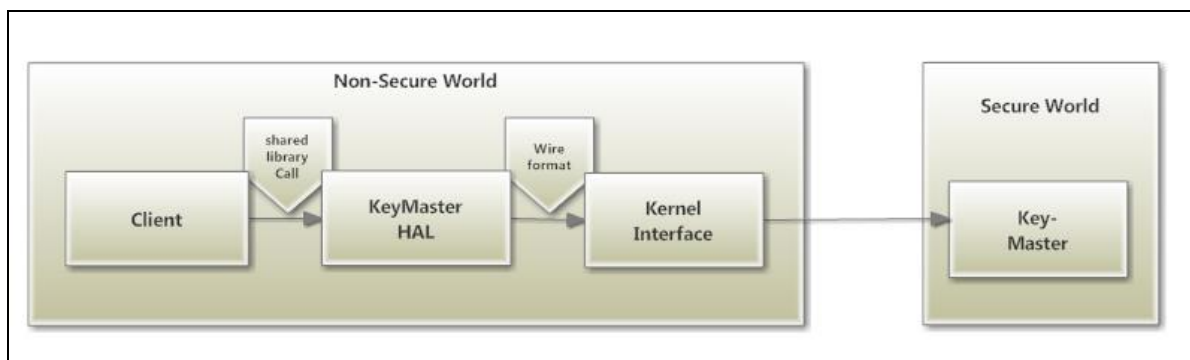 Non-Secure World
shared
library
Call
Wire
format
Client
KeyMaster
HAL
Kernel
Interface
Secure World
Key-
Master